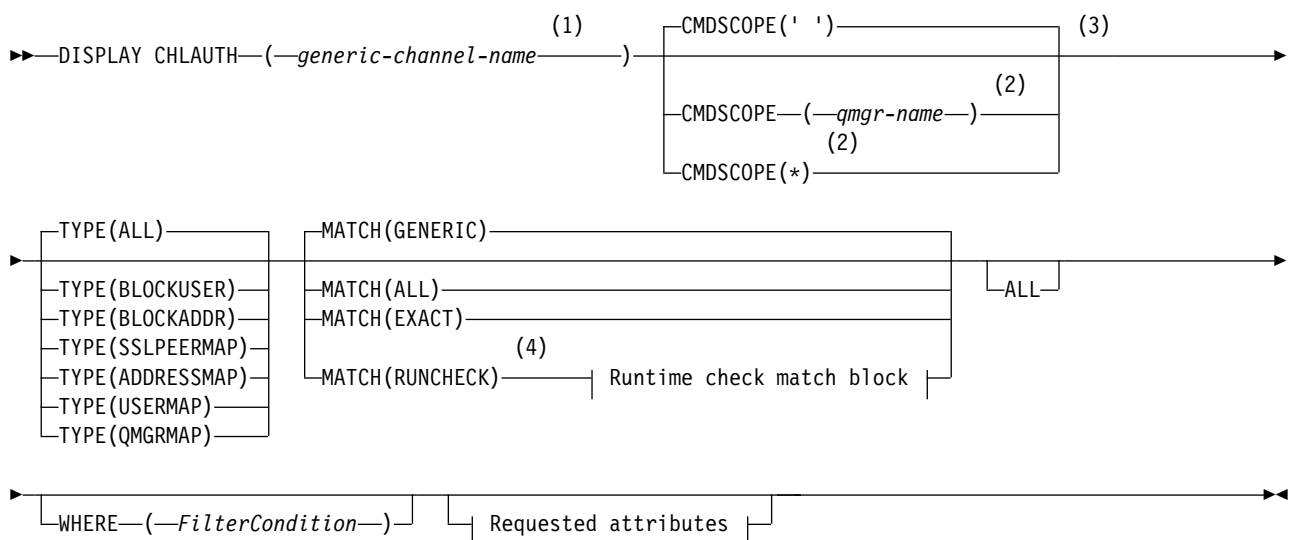 (1) CMDSCOPE(' ') (3)
DISPLAY CHLAUTH ( generic-channel-name )
(2)
CMDSCOPE ( qmgr-name )
(2)
CMDSCOPE(*)
TYPE(ALL) MATCH(GENERIC)
TYPE(BLOCKUSER) MATCH(ALL) ALL
TYPE(BLOCKADDR) MATCH(EXACT)
TYPE(SSLPEERMAP) (4)
TYPE(ADDRESSMAP) MATCH(RUNCHECK) Runtime check match block
TYPE(USERMAP)
TYPE(QMGRMAP)
WHERE ( FilterCondition ) Requested attributes